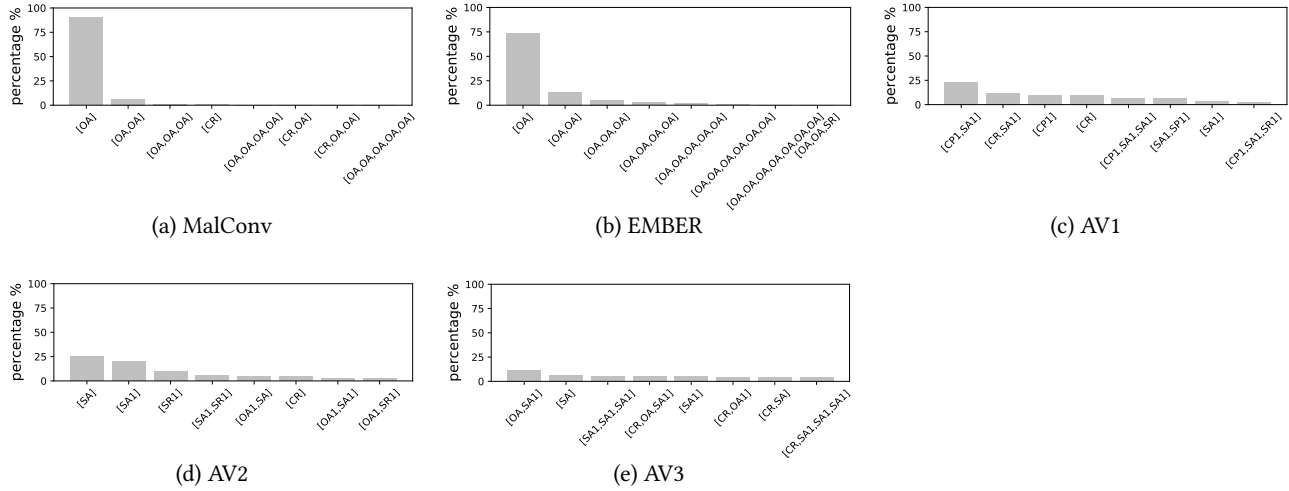 percentage %
100
75
50
25
0
[OA]
[OA,OA]
[OA,OA,OA]
[CR]
[OA,OA,OA,OA]
[CR,OA]
[CR,OA,OA]
[OA,OA,OA,OA,OA]
(a) MalConv
percentage %
100
75
50
25
0
[OA]
[OA,OA]
[OA,OA,OA]
[OA,OA,OA,OA]
[OA,OA,OA,OA,OA]
[OA,OA,OA,OA,OA,OA]
[OA,OA,OA,OA,OA,OA,OA]
[OA,OA,SR]
(b) EMBER
percentage %
100
75
50
25
0
[CP1,SA1]
[CR,SA1]
[CP1]
[CR]
[CP1,SA1,SA1]
[SA1,SP1]
[SA1]
[CP1,SA1,SR1]
(c) AV1
percentage %
100
75
50
25
0
[SA]
[SA1]
[SR1]
[SA1,SR1]
[OA1,SA]
[CR]
[OA1,SA1]
[OA1,SR1]
(d) AV2
percentage %
100
75
50
25
0
[OA,SA1]
[SA]
[SA1,SA1,SA1]
[CR,OA,SA1]
[SA1]
[CR,OA1]
[CR,SA]
[CR,SA1,SA1,SA1]
(e) AV3